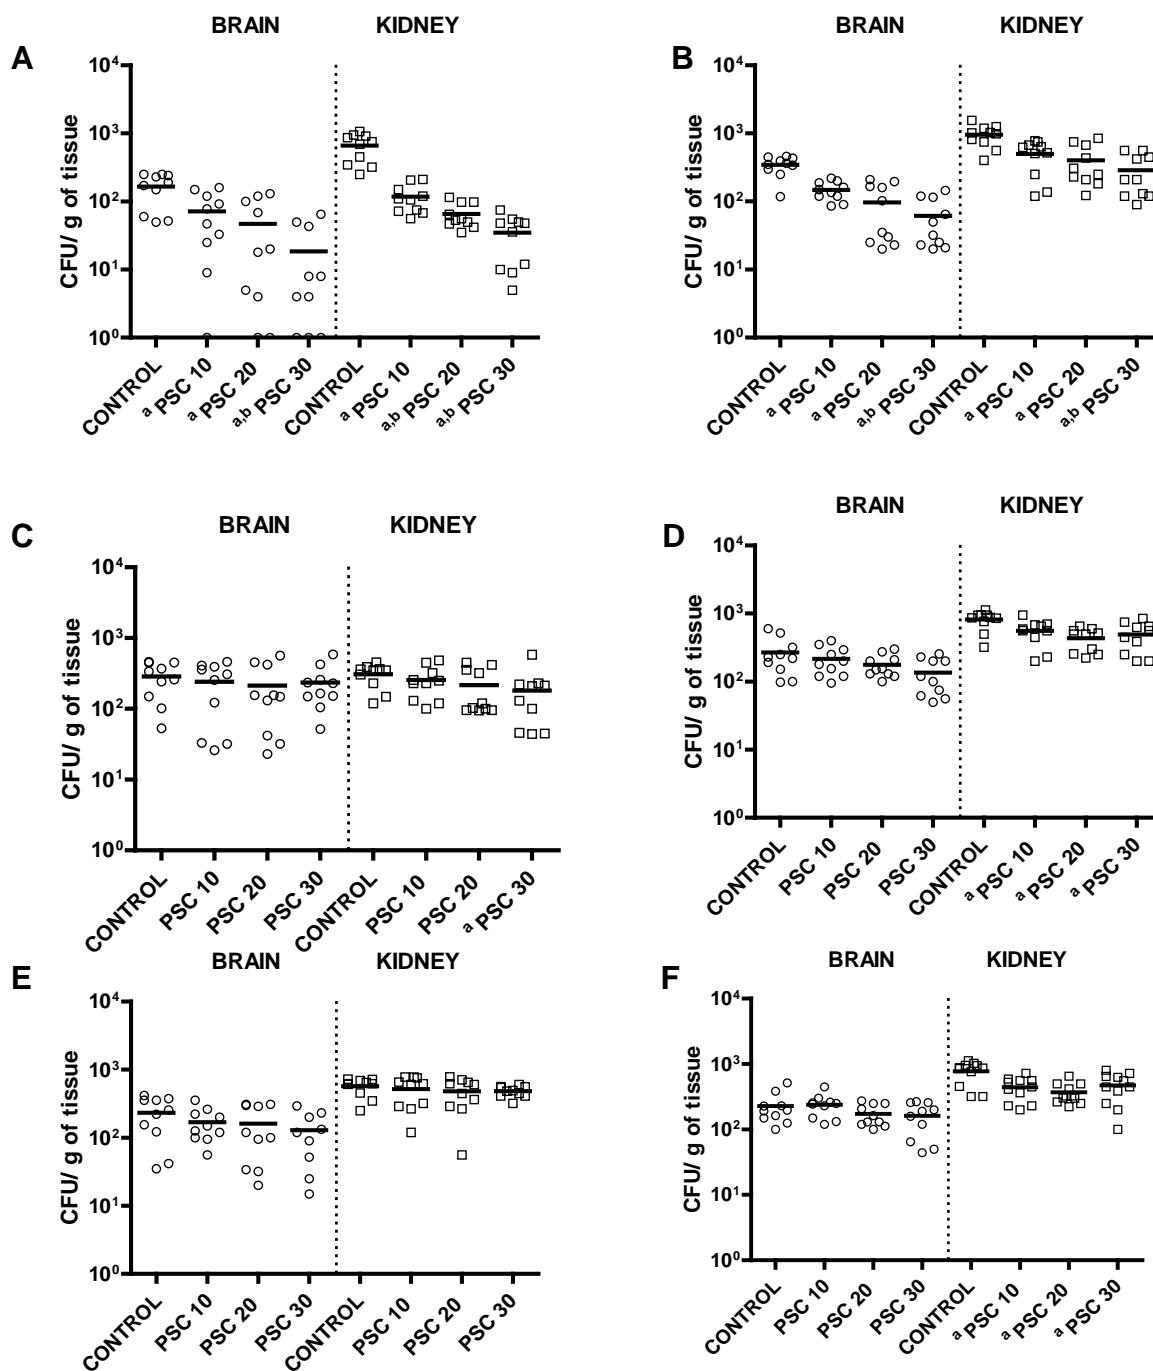 BRAIN KIDNEY
A
CFU/ g of tissue
10⁴
10³
10²
10¹
10⁰
CONTROL
ᵃ PSC 10
ᵃ PSC 20
ᵃ,ᵇ PSC 30
CONTROL
ᵃ PSC 10
ᵃ,ᵇ PSC 20
ᵃ,ᵇ PSC 30
BRAIN KIDNEY
B
CFU/ g of tissue
10⁴
10³
10²
10¹
10⁰
CONTROL
ᵃ PSC 10
ᵃ PSC 20
ᵃ,ᵇ PSC 30
CONTROL
ᵃ PSC 10
ᵃ PSC 20
ᵃ,ᵇ PSC 30
BRAIN KIDNEY
C
CFU/ g of tissue
10⁴
10³
10²
10¹
10⁰
CONTROL
PSC 10
PSC 20
PSC 30
CONTROL
PSC 10
PSC 20
ᵃ PSC 30
BRAIN KIDNEY
D
CFU/ g of tissue
10⁴
10³
10²
10¹
10⁰
CONTROL
PSC 10
PSC 20
PSC 30
CONTROL
ᵃ PSC 10
ᵃ PSC 20
ᵃ PSC 30
BRAIN KIDNEY
E
CFU/ g of tissue
10⁴
10³
10²
10¹
10⁰
CONTROL
PSC 10
PSC 20
PSC 30
CONTROL
PSC 10
PSC 20
PSC 30
BRAIN KIDNEY
F
CFU/ g of tissue
10⁴
10³
10²
10¹
10⁰
CONTROL
PSC 10
PSC 20
PSC 30
CONTROL
ᵃ PSC 10
ᵃ PSC 20
ᵃ PSC 30